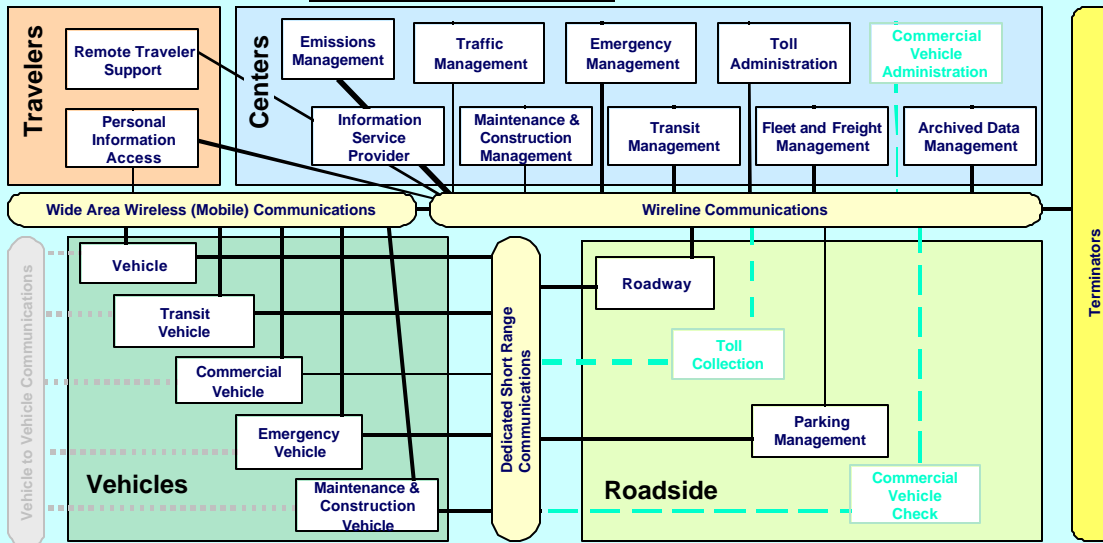 Travelers
Remote Traveler
Support
Personal
Information
Access
Centers
Emissions
Management
Traffic
Management
Emergency
Management
Toll
Administration
Commercial
Vehicle
Administration
Information
Service
Provider
Maintenance &
Construction
Management
Transit
Management
Fleet and Freight
Management
Archived Data
Management
Wide Area Wireless (Mobile) Communications
Wireline Communications
Terminators
Vehicle to Vehicle Communications
Vehicle
Transit
Vehicle
Commercial
Vehicle
Emergency
Vehicle
Maintenance &
Construction
Vehicle
Vehicles
Dedicated Short Range
Communications
Roadway
Toll
Collection
Parking
Management
Commercial
Vehicle
Check
Roadside